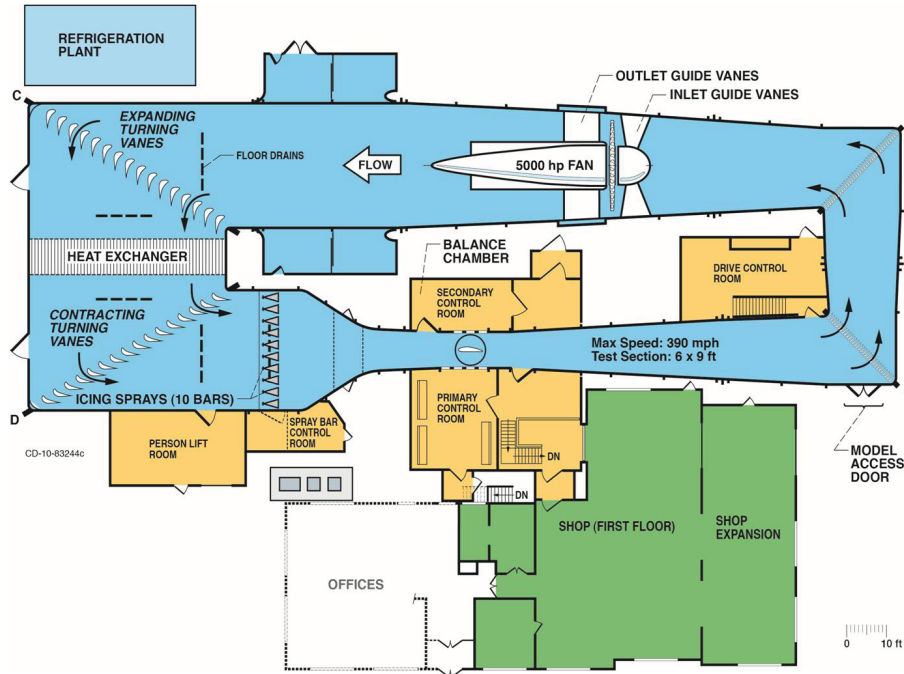 REFRIGERATION
PLANT
OUTLET GUIDE VANES
INLET GUIDE VANES
C
EXPANDING
TURNING
VANES
FLOOR DRAINS
FLOW
5000 hp FAN
HEAT EXCHANGER
BALANCE
CHAMBER
DRIVE CONTROL
ROOM
SECONDARY
CONTROL
ROOM
CONTRACTING
TURNING
VANES
Max Speed: 390 mph
Test Section: 6 x 9 ft
ICING SPRAYS (10 BARS)
D
PRIMARY
CONTROL
ROOM
SPRAY BAR
CONTROL
ROOM
PERSON LIFT
ROOM
CD-10-83244c
DN
MODEL
ACCESS
DOOR
DN
SHOP (FIRST FLOOR)
SHOP
EXPANSION
OFFICES
0 10 ft